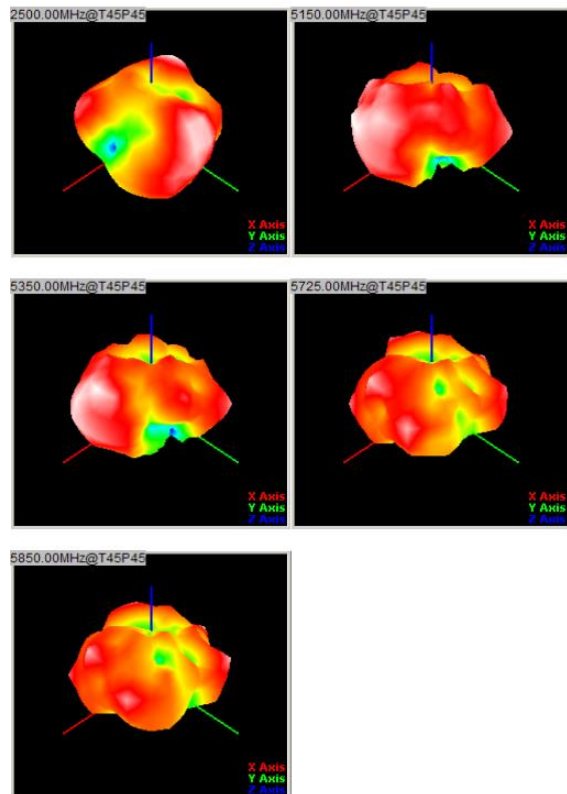 2500.00MHz@T45P45
5150.00MHz@T45P45
X Axis
Y Axis
Z Axis
X Axis
Y Axis
Z Axis
5350.00MHz@T45P45
5725.00MHz@T45P45
X Axis
Y Axis
Z Axis
X Axis
Y Axis
Z Axis
5850.00MHz@T45P45
X Axis
Y Axis
Z Axis